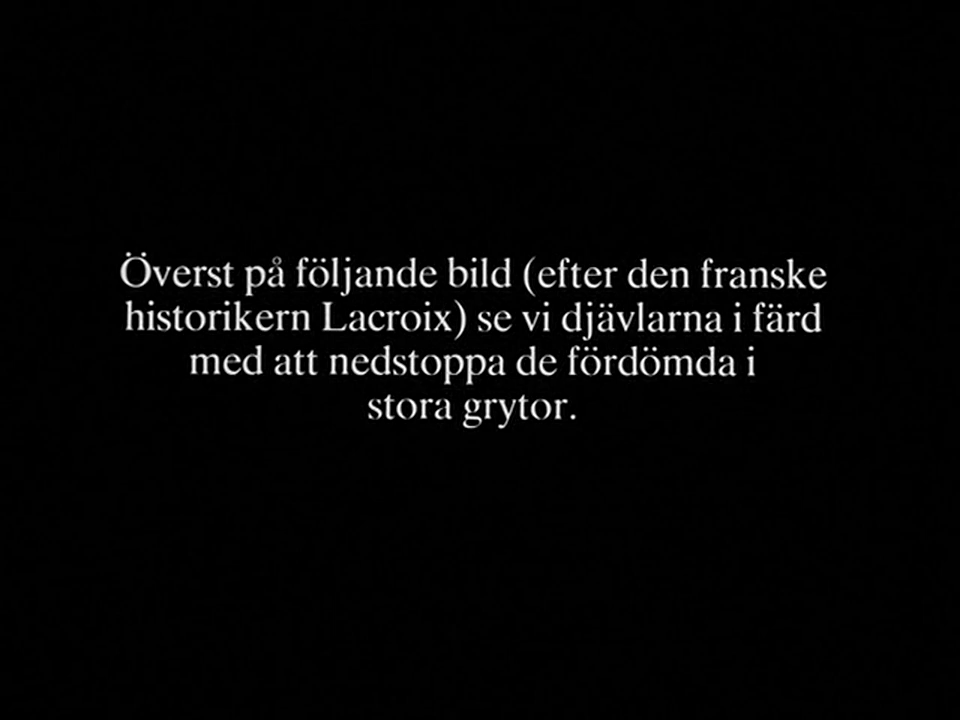 Överst på följande bild (efter den franske
historikern Lacroix) se vi djävlarna i färd
med att nedstoppa de fördömda i
stora grytor.